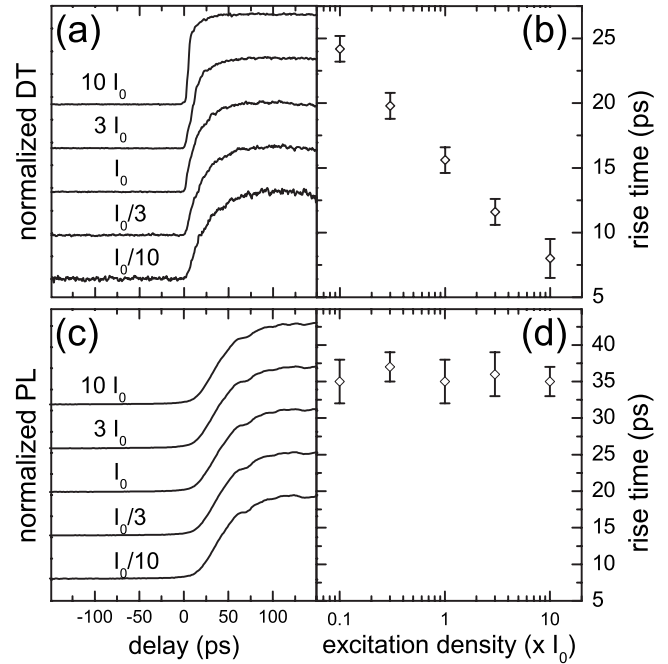 (a)
10 I₀
3 I₀
I₀
I₀/3
I₀/10
normalized DT
(b)
25
20
15
10
5
rise time (ps)
(c)
10 I₀
3 I₀
I₀
I₀/3
I₀/10
normalized PL
-100 -50 0 50 100
delay (ps)
(d)
40
35
30
25
20
15
10
5
rise time (ps)
0.1 1 10
excitation density (x I₀)